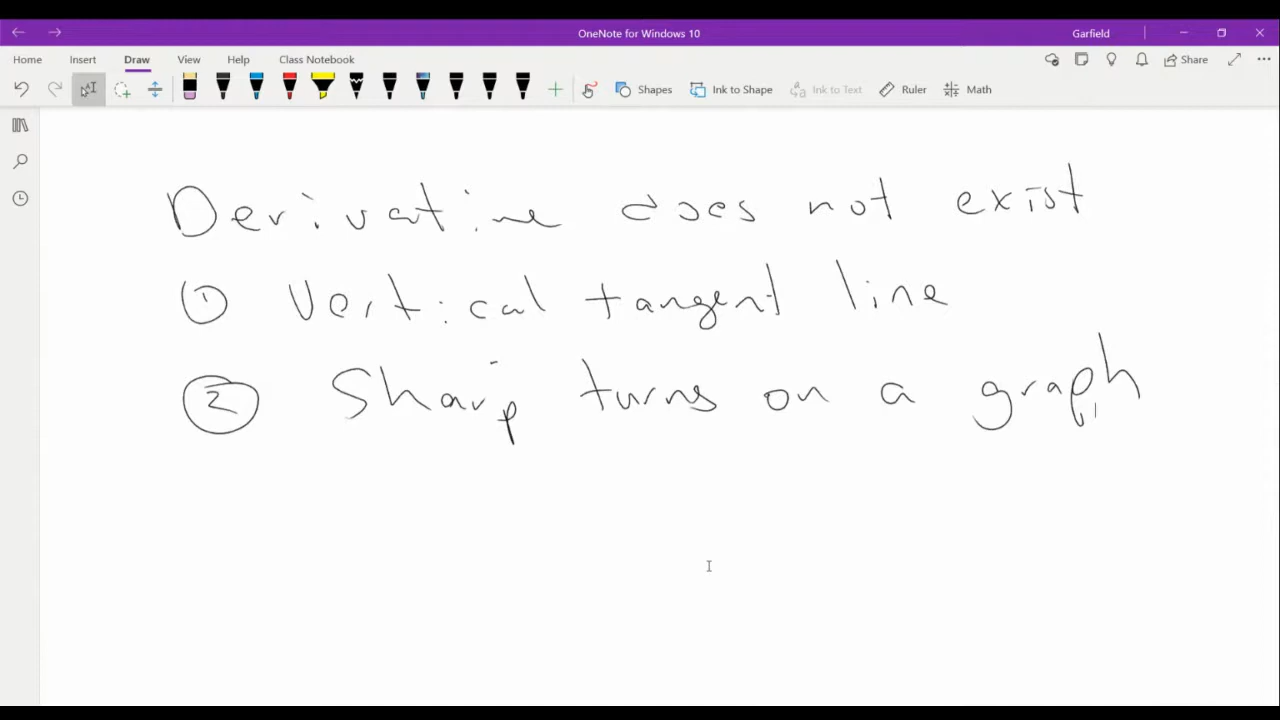 OneNote for Windows 10
Garfield
Home Insert Draw View Help Class Notebook
Share
Shapes Ink to Shape Ink to Text Ruler Math
Derivative does not exist
① Vertical tangent line
② Sharp turns on a graph